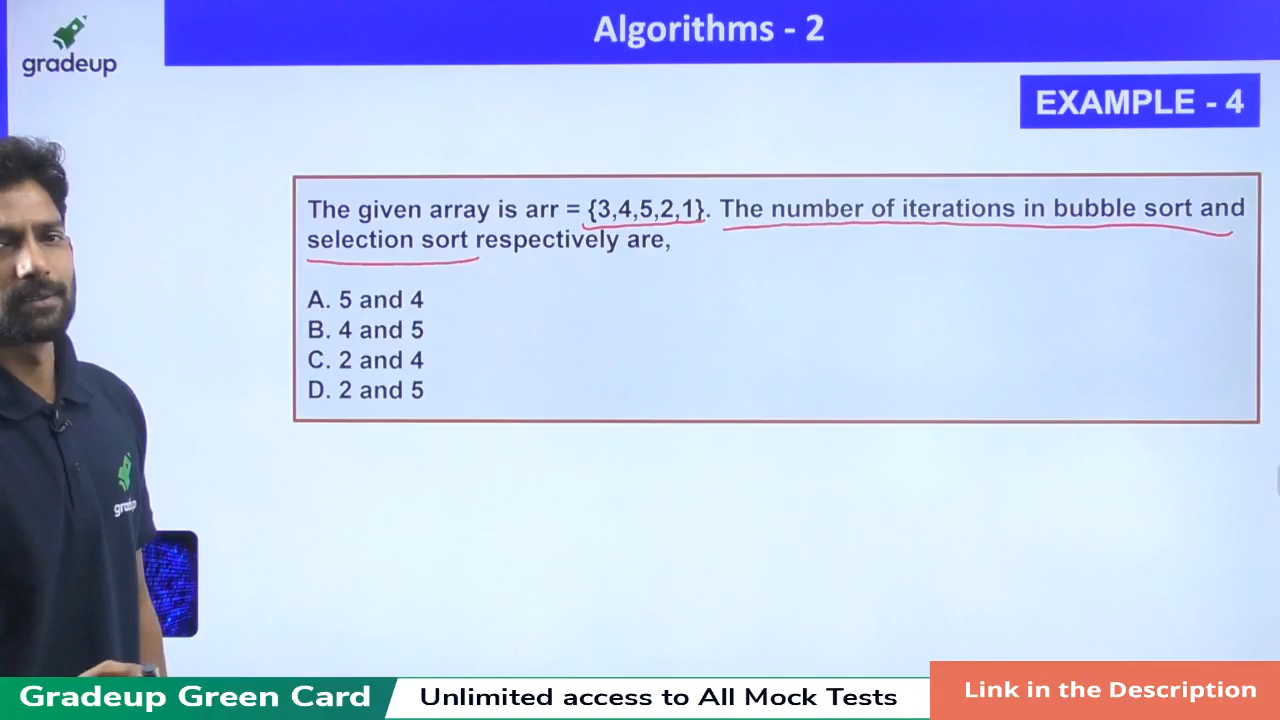 Algorithms - 2
gradeup
EXAMPLE - 4
The given array is arr = {3,4,5,2,1}. The number of iterations in bubble sort and
selection sort respectively are,
A. 5 and 4
B. 4 and 5
C. 2 and 4
D. 2 and 5
gradeup
Gradeup Green Card
Unlimited access to All Mock Tests
Link in the Description